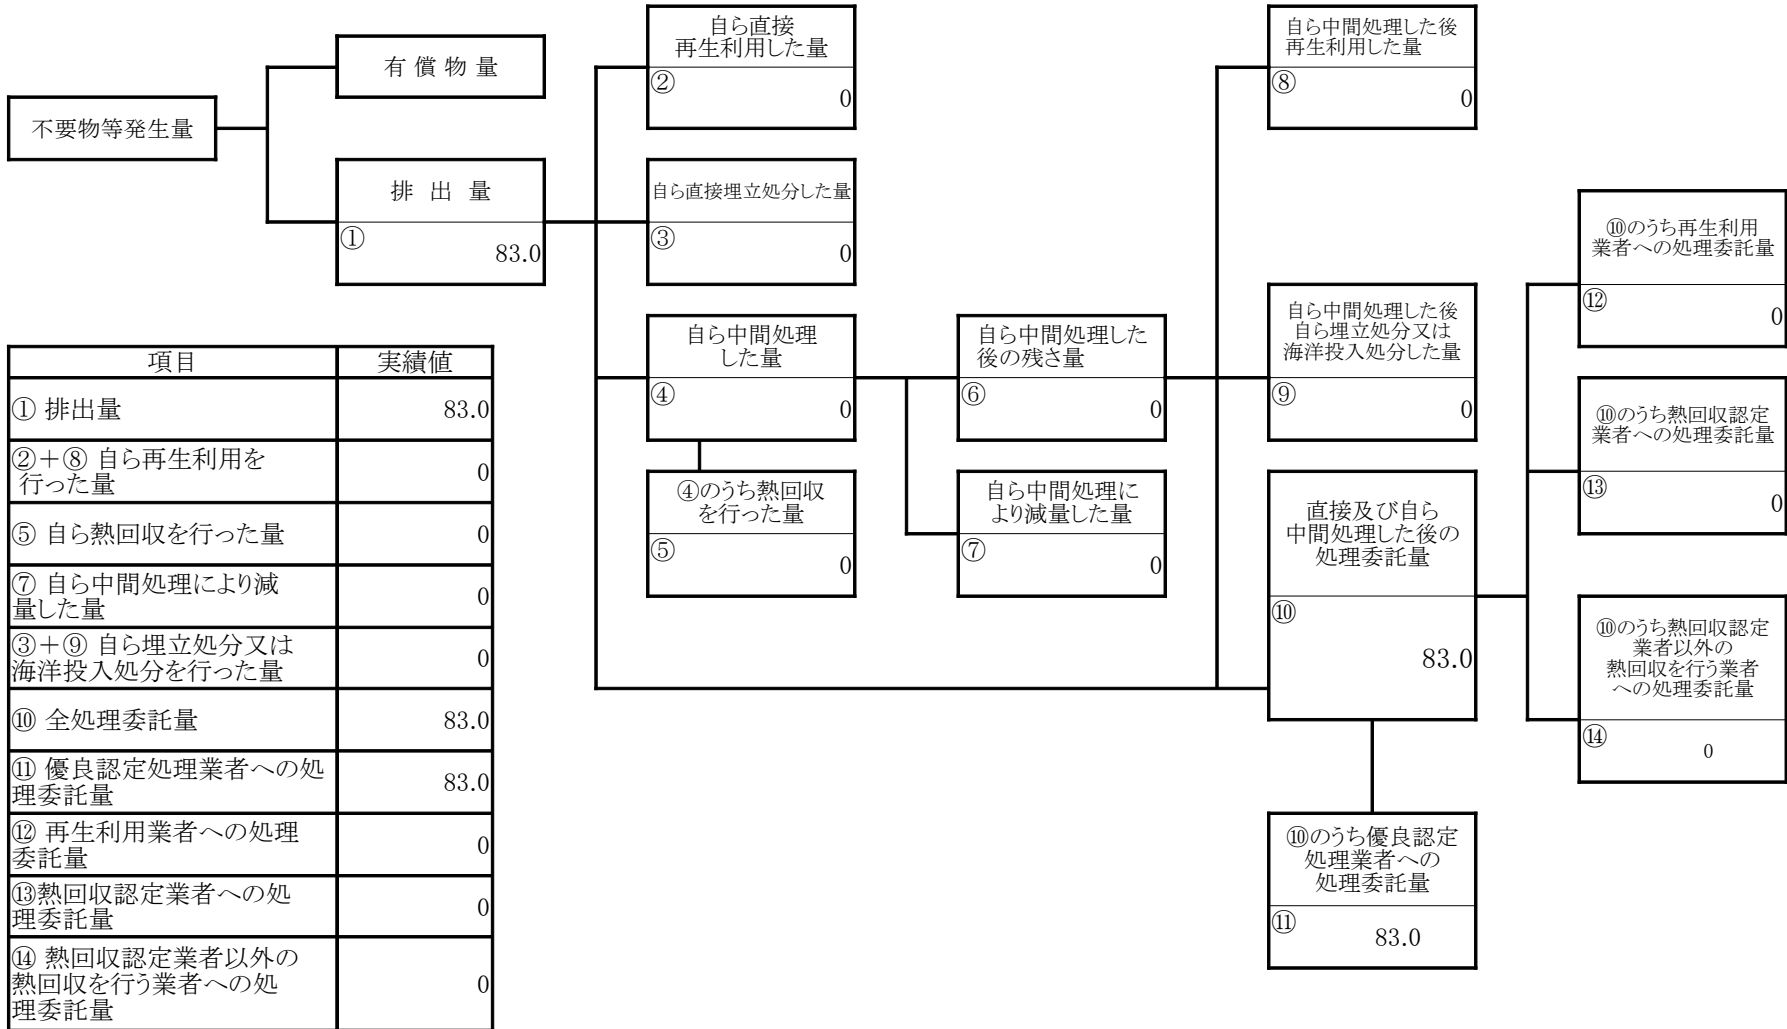 不要物等発生量
有 償 物 量
排 出 量
①
83.0
自ら直接
再生利用した量
②
0
自ら直接埋立処分した量
③
0
自ら中間処理
した量
④
0
④のうち熱回収
を行った量
⑤
0
自ら中間処理した
後の残さ量
⑥
0
自ら中間処理に
より減量した量
⑦
0
自ら中間処理した後
再生利用した量
⑧
0
自ら中間処理した後
自ら埋立処分又は
海洋投入処分した量
⑨
0
直接及び自ら
中間処理した後の
処理委託量
⑩
83.0
⑩のうち優良認定
処理業者への
処理委託量
⑪
83.0
⑩のうち再生利用
業者への処理委託量
⑫
0
⑩のうち熱回収認定
業者への処理委託量
⑬
0
⑩のうち熱回収認定
業者以外の
熱回収を行う業者
への処理委託量
⑭
0
項目 実績値
① 排出量 83.0
②＋⑧ 自ら再生利用を
行った量 0
⑤ 自ら熱回収を行った量 0
⑦ 自ら中間処理により減
量した量 0
③＋⑨ 自ら埋立処分又は
海洋投入処分を行った量 0
⑩ 全処理委託量 83.0
⑪ 優良認定処理業者への処
理委託量 83.0
⑫ 再生利用業者への処理
委託量 0
⑬熱回収認定業者への処
理委託量 0
⑭ 熱回収認定業者以外の
熱回収を行う業者への処
理委託量 0